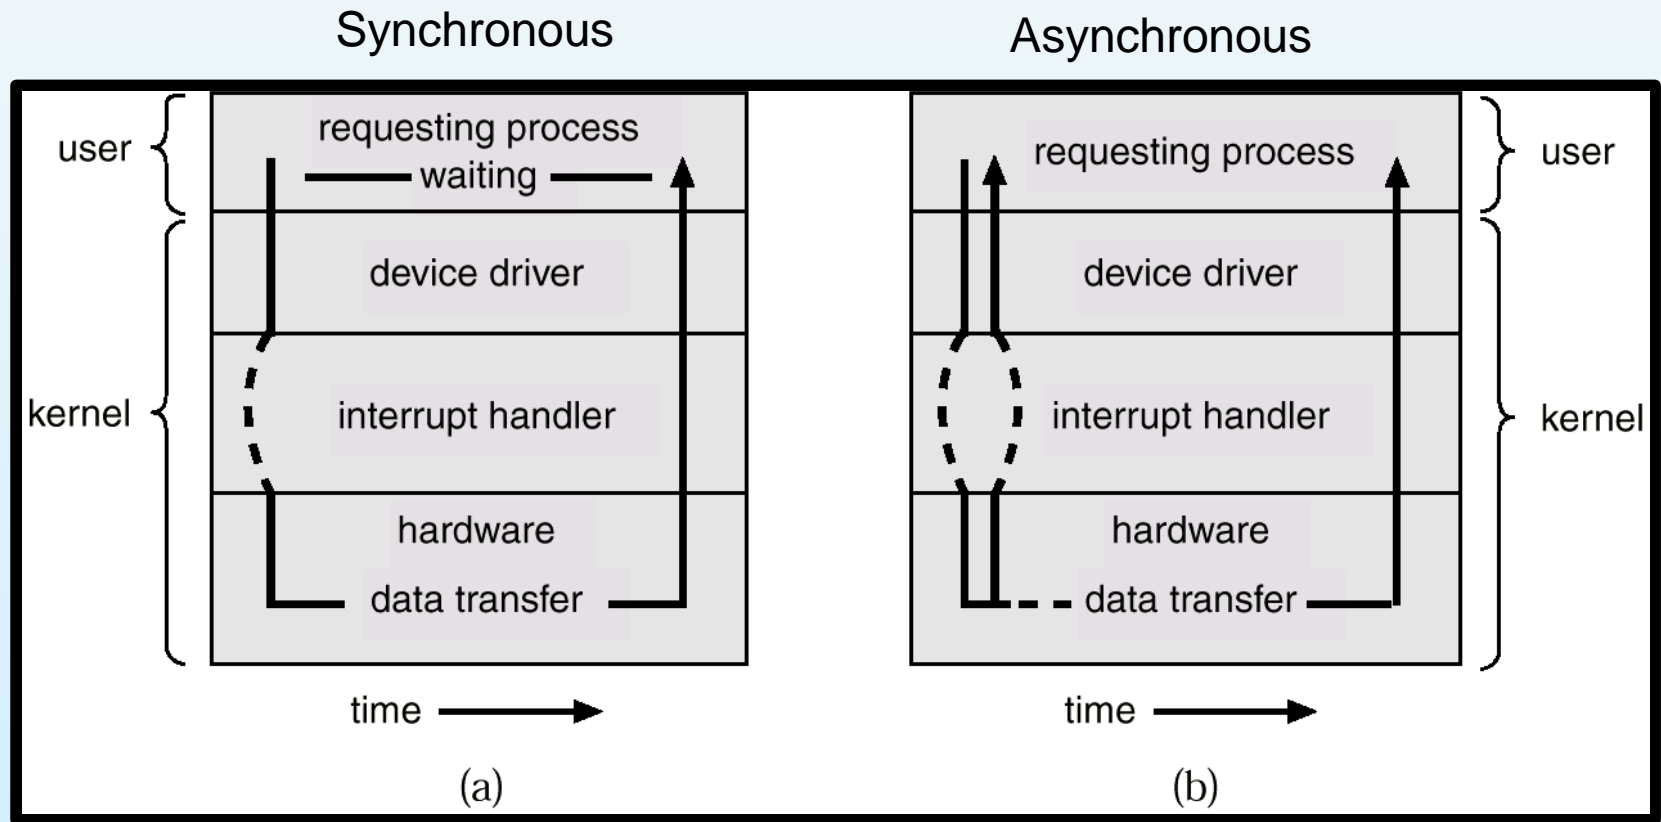 Synchronous
Asynchronous
user
requesting process
waiting
device driver
kernel
interrupt handler
hardware
data transfer
time
(a)
requesting process
user
device driver
interrupt handler
kernel
hardware
data transfer
time
(b)